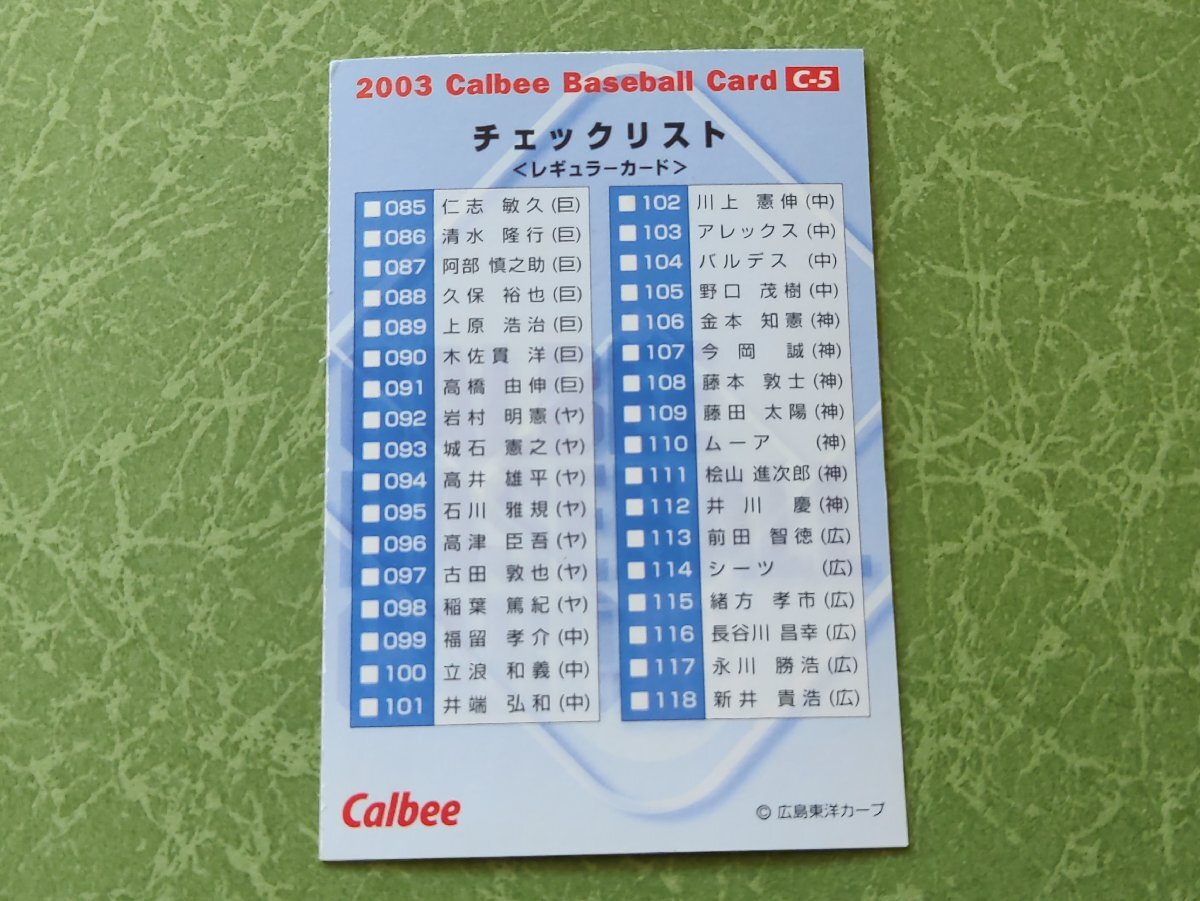 2003 Calbee Baseball Card C-5
チェックリスト
<レギュラーカード>
085 仁志 敏久(巨)
086 清水 隆行(巨)
087 阿部 慎之助(巨)
088 久保 裕也(巨)
089 上原 浩治(巨)
090 木佐貫 洋(巨)
091 高橋 由伸(巨)
092 岩村 明憲(ヤ)
093 城石 憲之(ヤ)
094 高井 雄平(ヤ)
095 石川 雅規(ヤ)
096 高津 臣吾(ヤ)
097 古田 敦也(ヤ)
098 稲葉 篤紀(ヤ)
099 福留 孝介(中)
100 立浪 和義(中)
101 井端 弘和(中)
102 川上 憲伸(中)
103 アレックス(中)
104 バルデス (中)
105 野口 茂樹(中)
106 金本 知憲(神)
107 今岡 誠(神)
108 藤本 敦士(神)
109 藤田 太陽(神)
110 ムーア (神)
111 桧山 進次郎(神)
112 井川 慶(神)
113 前田 智徳(広)
114 シーツ (広)
115 緒方 孝市(広)
116 長谷川 昌幸(広)
117 永川 勝浩(広)
118 新井 貴浩(広)
Calbee
© 広島東洋カープ